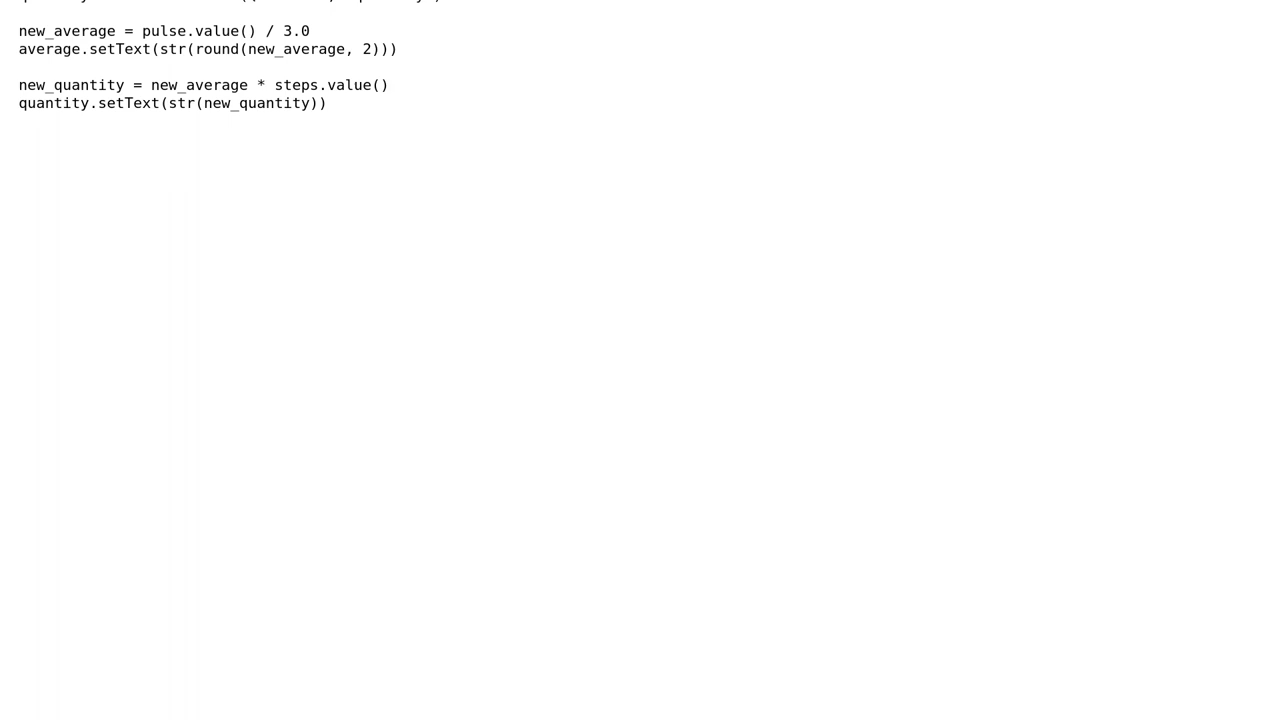 new_average = pulse.value() / 3.0
average.setText(str(round(new_average, 2)))
new_quantity = new_average * steps.value()
quantity.setText(str(new_quantity))